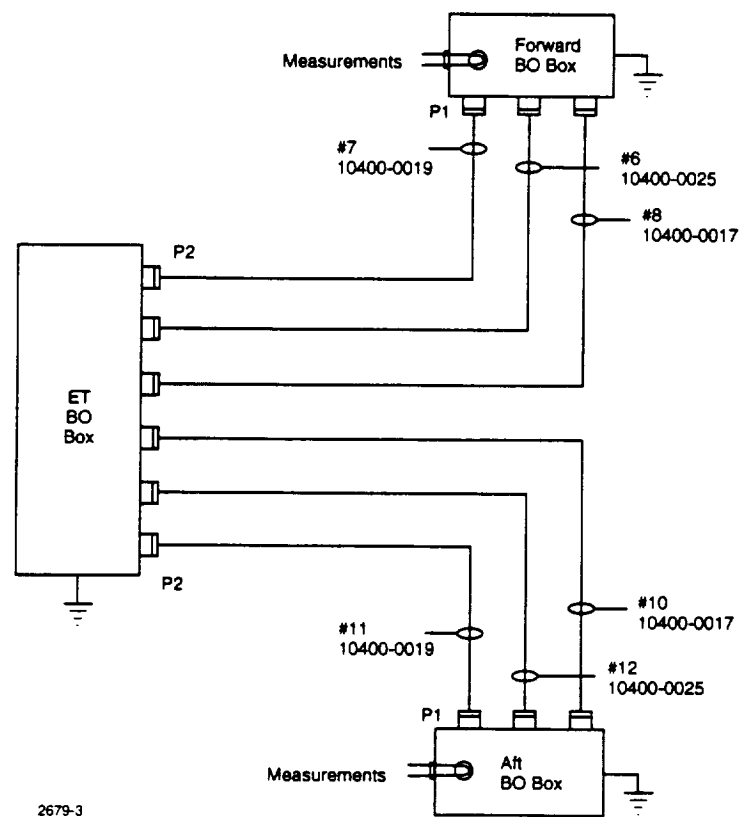 Measurements
Forward
BO Box
P1
#7
10400-0019
#6
10400-0025
#8
10400-0017
P2
ET
BO
Box
P2
#10
10400-0017
#11
10400-0019
#12
10400-0025
P1
Measurements
Aft
BO Box
2679-3